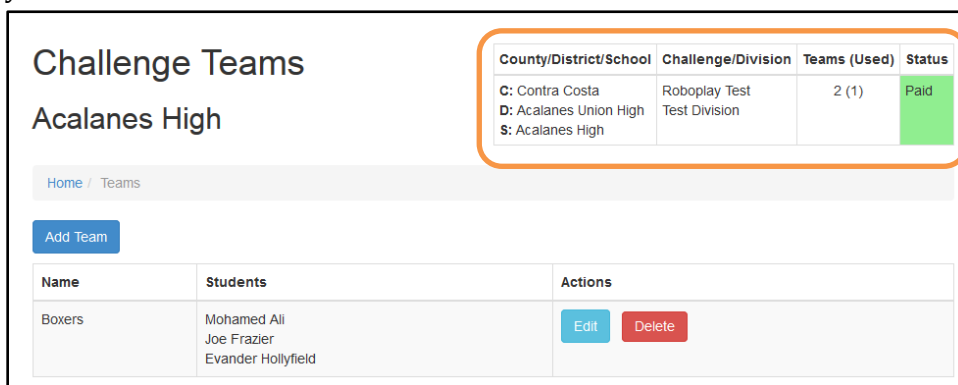 Challenge Teams
Acalanes High
County/District/School Challenge/Division Teams (Used) Status
C: Contra Costa Roboplay Test 2 (1) Paid
D: Acalanes Union High Test Division
S: Acalanes High
Home / Teams
Add Team
Name Students Actions
Boxers Mohamed Ali Edit Delete
Joe Frazier
Evander Hollyfield